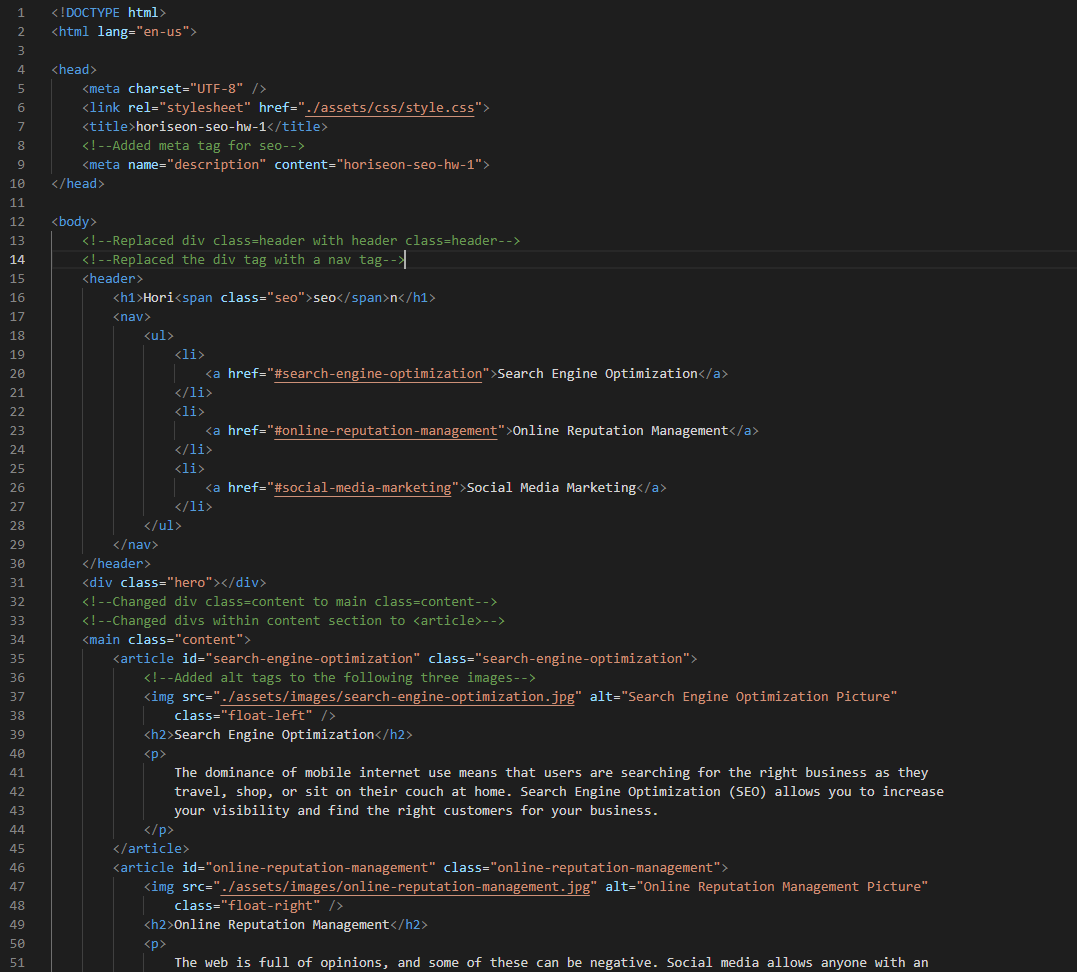 1 <!DOCTYPE html>
2 <html lang="en-us">
3
4 <head>
5     <meta charset="UTF-8" />
6     <link rel="stylesheet" href="./assets/css/style.css">
7     <title>horiseon-seo-hw-1</title>
8     <!--Added meta tag for seo-->
9     <meta name="description" content="horiseon-seo-hw-1">
10 </head>
11
12 <body>
13     <!--Replaced div class=header with header class=header-->
14     <!--Replaced the div tag with a nav tag-->
15     <header>
16         <h1>Hori<span class="seo">seo</span>n</h1>
17         <nav>
18             <ul>
19                 <li>
20                     <a href="#search-engine-optimization">Search Engine Optimization</a>
21                 </li>
22                 <li>
23                     <a href="#online-reputation-management">Online Reputation Management</a>
24                 </li>
25                 <li>
26                     <a href="#social-media-marketing">Social Media Marketing</a>
27                 </li>
28             </ul>
29         </nav>
30     </header>
31     <div class="hero"></div>
32     <!--Changed div class=content to main class=content-->
33     <!--Changed divs within content section to <article>-->
34     <main class="content">
35         <article id="search-engine-optimization" class="search-engine-optimization">
36             <!--Added alt tags to the following three images-->
37             <img src="./assets/images/search-engine-optimization.jpg" alt="Search Engine Optimization Picture"
38                 class="float-left" />
39             <h2>Search Engine Optimization</h2>
40             <p>
41                 The dominance of mobile internet use means that users are searching for the right business as they
42                 travel, shop, or sit on their couch at home. Search Engine Optimization (SEO) allows you to increase
43                 your visibility and find the right customers for your business.
44             </p>
45         </article>
46         <article id="online-reputation-management" class="online-reputation-management">
47             <img src="./assets/images/online-reputation-management.jpg" alt="Online Reputation Management Picture"
48                 class="float-right" />
49             <h2>Online Reputation Management</h2>
50             <p>
51                 The web is full of opinions, and some of these can be negative. Social media allows anyone with an